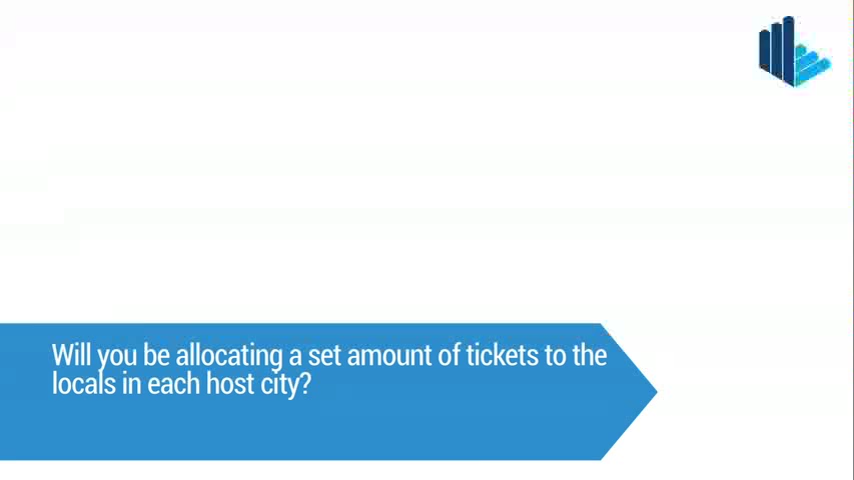 Will you be allocating a set amount of tickets to the
locals in each host city?